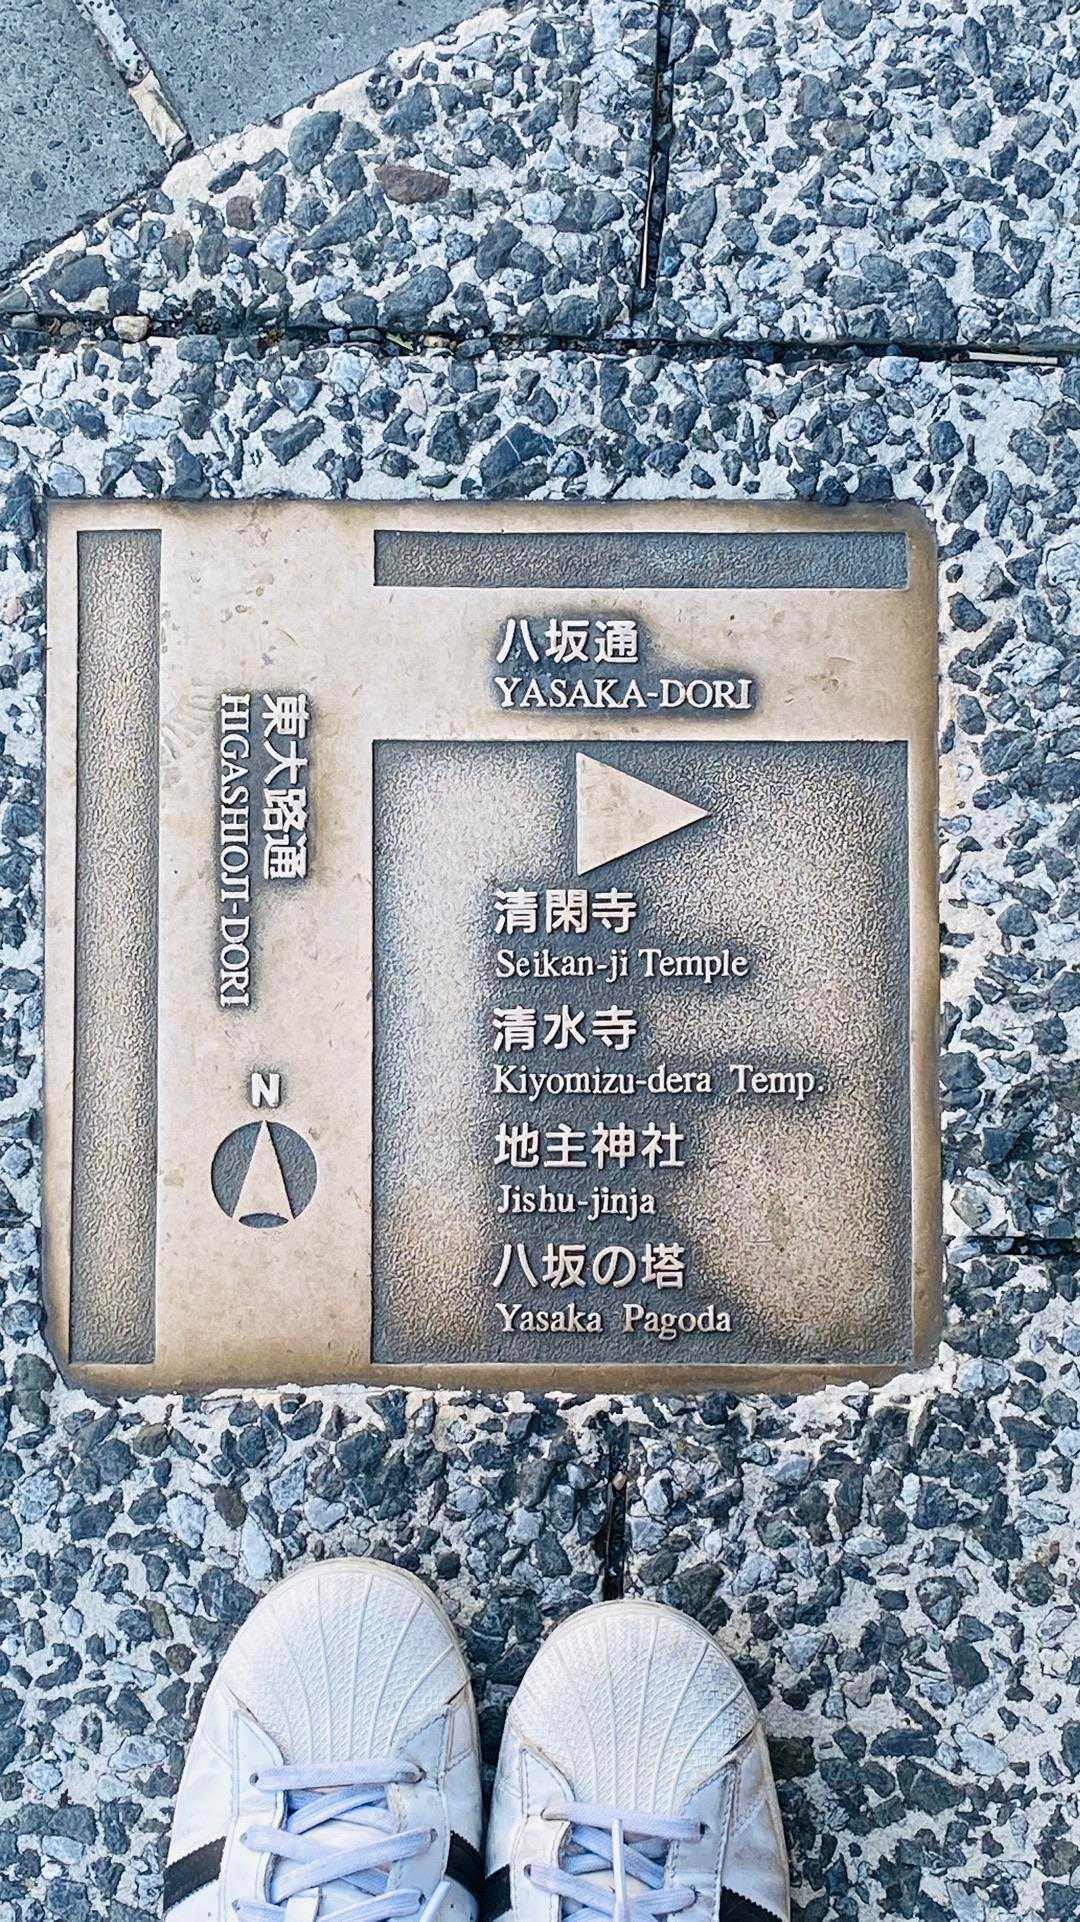 八坂通
YASAKA-DORI
東大路通
HIGASHIOJI-DORI
清閑寺
Seikan-ji Temple
清水寺
Kiyomizu-dera Temp.
地主神社
Jishu-jinja
八坂の塔
Yasaka Pagoda
N